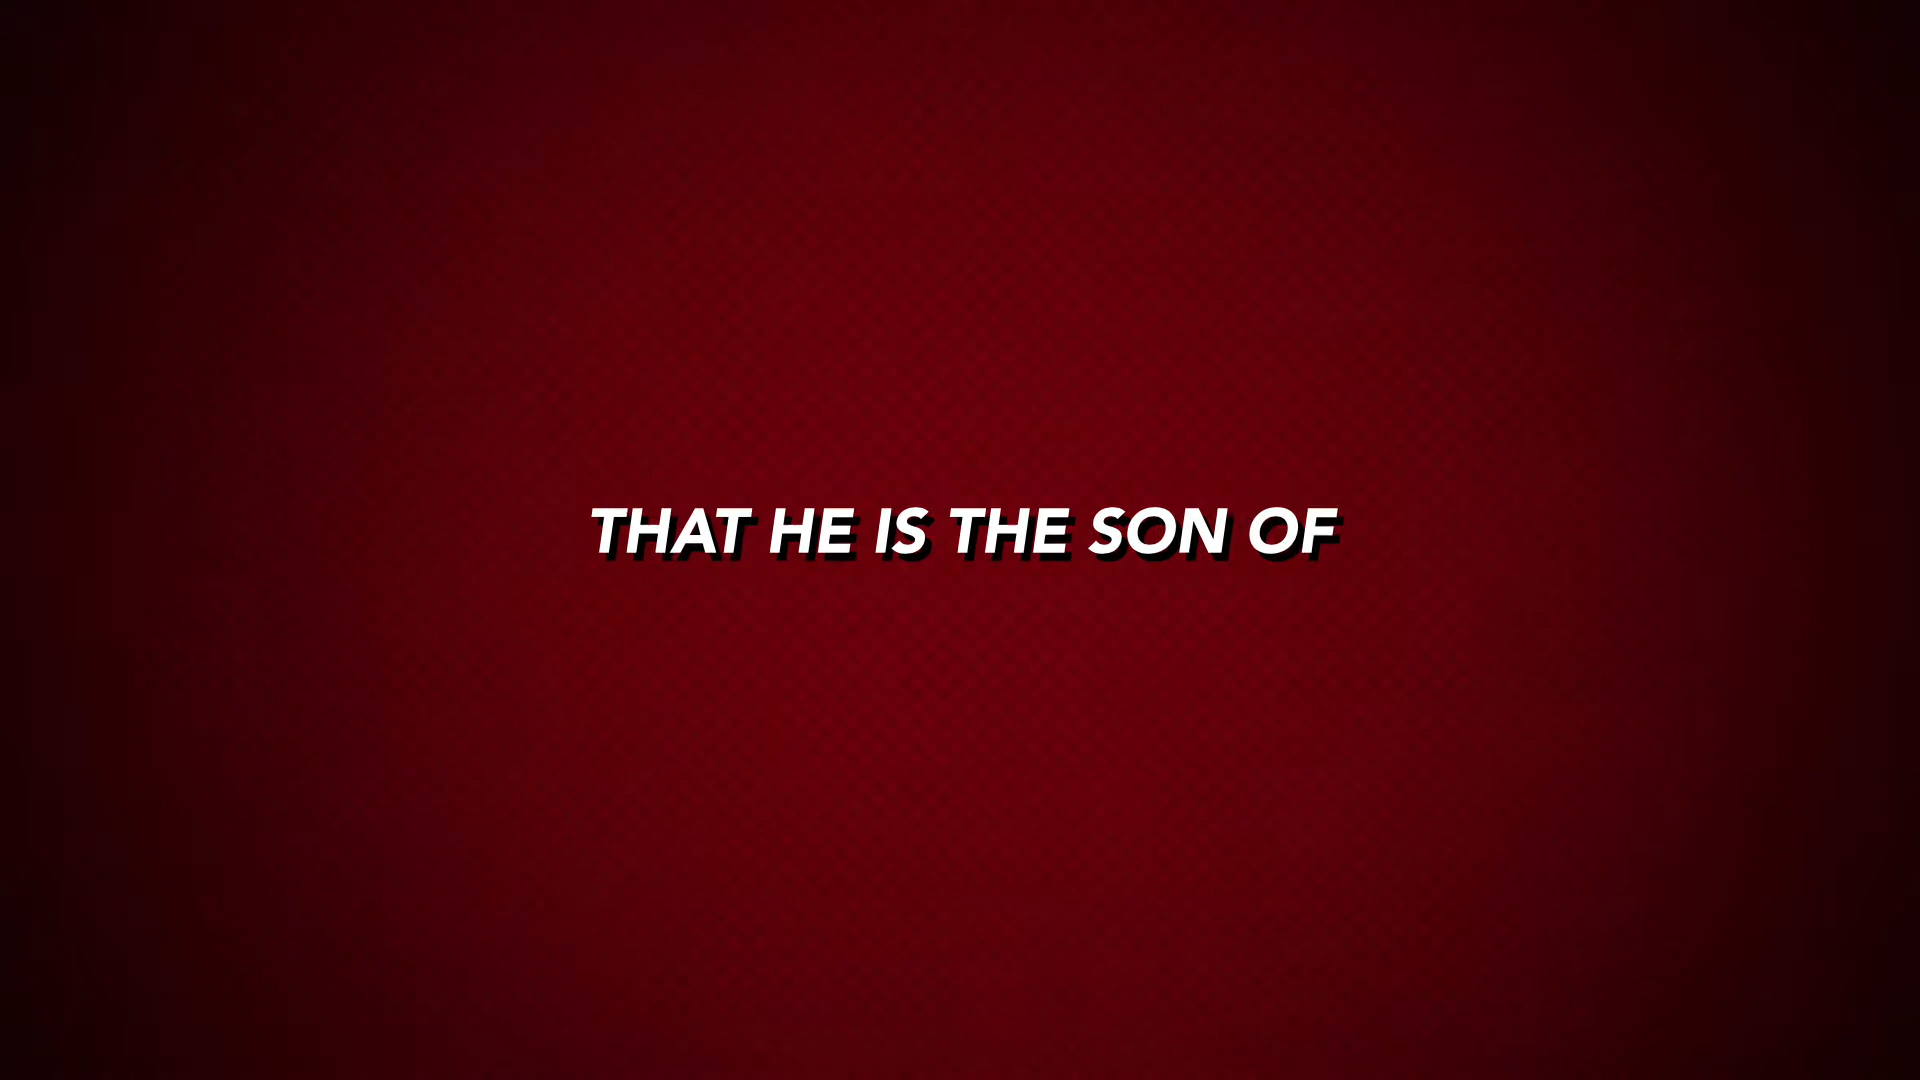 THAT HE IS THE SON OF